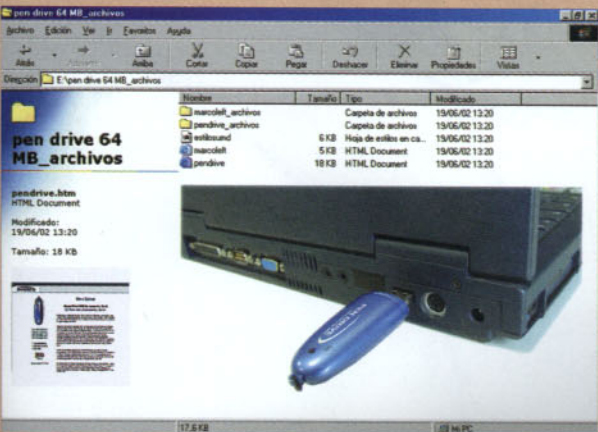 pen drive 64 MB_archivos
Archivo Edición Ver Ir Favoritos Ayuda
Atrás Arriba Cortar Copiar Pegar Deshacer Eliminar Propiedades Vistas
Dirección E:\pen drive 64 MB_archivos
Nombre Tamaño Tipo Modificado
marcoleft_archivos Carpeta de archivos 19/06/02 13:20
pendrive_archivos Carpeta de archivos 19/06/02 13:20
estilosund 6 KB Hoja de estilos en ca... 19/06/02 13:20
marcoleft 5 KB HTML Document 19/06/02 13:20
pendrive 18 KB HTML Document 19/06/02 13:20
pen drive 64
MB_archivos
pendrive.htm
HTML Document
Modificado:
19/06/02 13:20
Tamaño: 18 KB
17,6 KB Mi PC